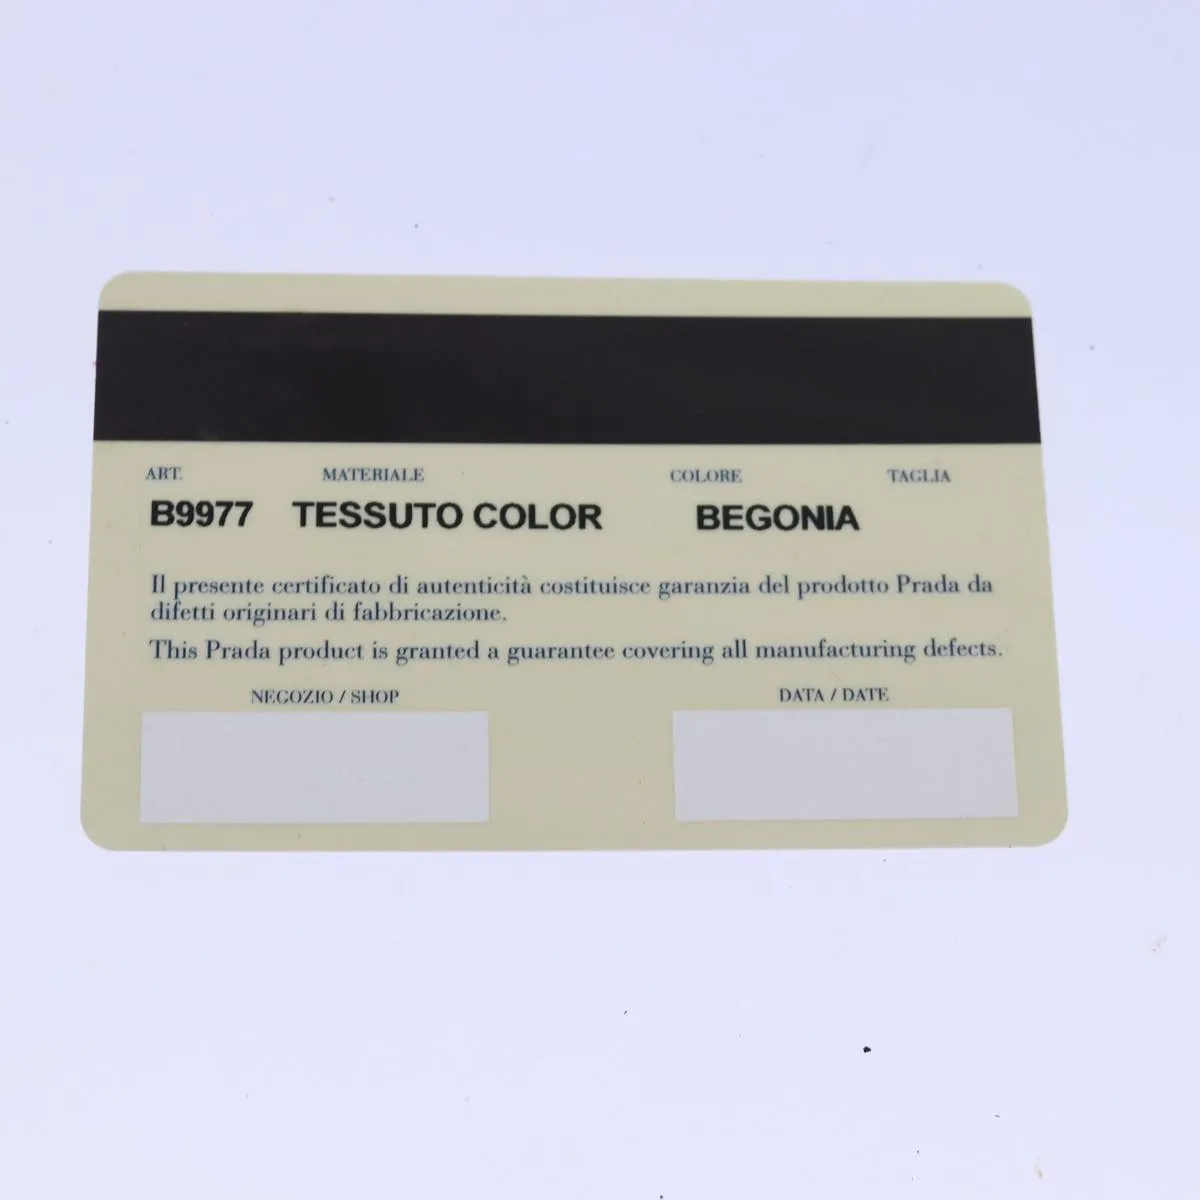 ART. MATERIALE COLORE TAGLIA
B9977 TESSUTO COLOR BEGONIA
Il presente certificato di autenticità costituisce garanzia del prodotto Prada da
difetti originari di fabbricazione.
This Prada product is granted a guarantee covering all manufacturing defects.
NEGOZIO / SHOP DATA / DATE